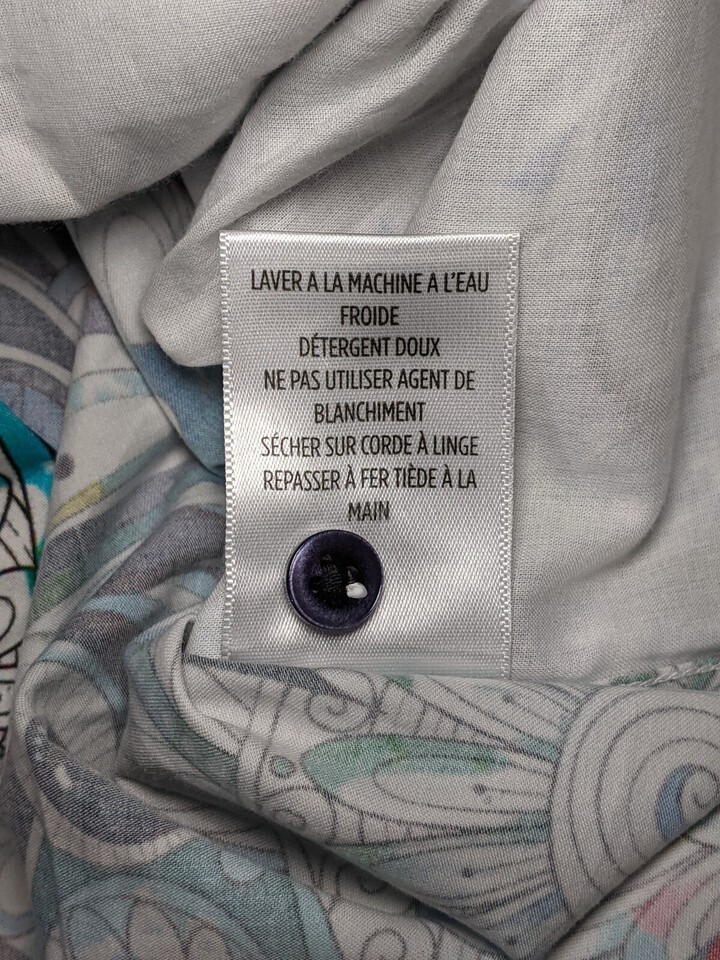 LAVER A LA MACHINE A L'EAU
FROIDE
DÉTERGENT DOUX
NE PAS UTILISER AGENT DE
BLANCHIMENT
SÉCHER SUR CORDE À LINGE
REPASSER À FER TIÈDE À LA
MAIN